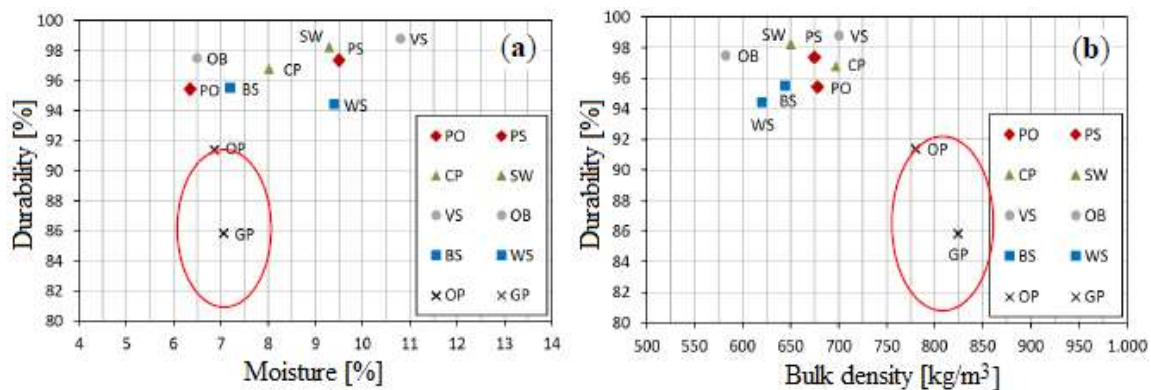 (a)
Durability [%]
100
98
96
94
92
90
88
86
84
82
80
SW
VS
PS
OB
CP
PO
BS
WS
OP
GP
PO PS
CP SW
VS OB
BS WS
OP GP
4 5 6 7 8 9 10 11 12 13 14
Moisture [%]
(b)
Durability [%]
100
98
96
94
92
90
88
86
84
82
80
SW
PS
VS
OB
CP
BS
PO
WS
OP
GP
PO PS
CP SW
VS OB
BS WS
OP GP
500 550 600 650 700 750 800 850 900 950 1.000
Bulk density [kg/m³]